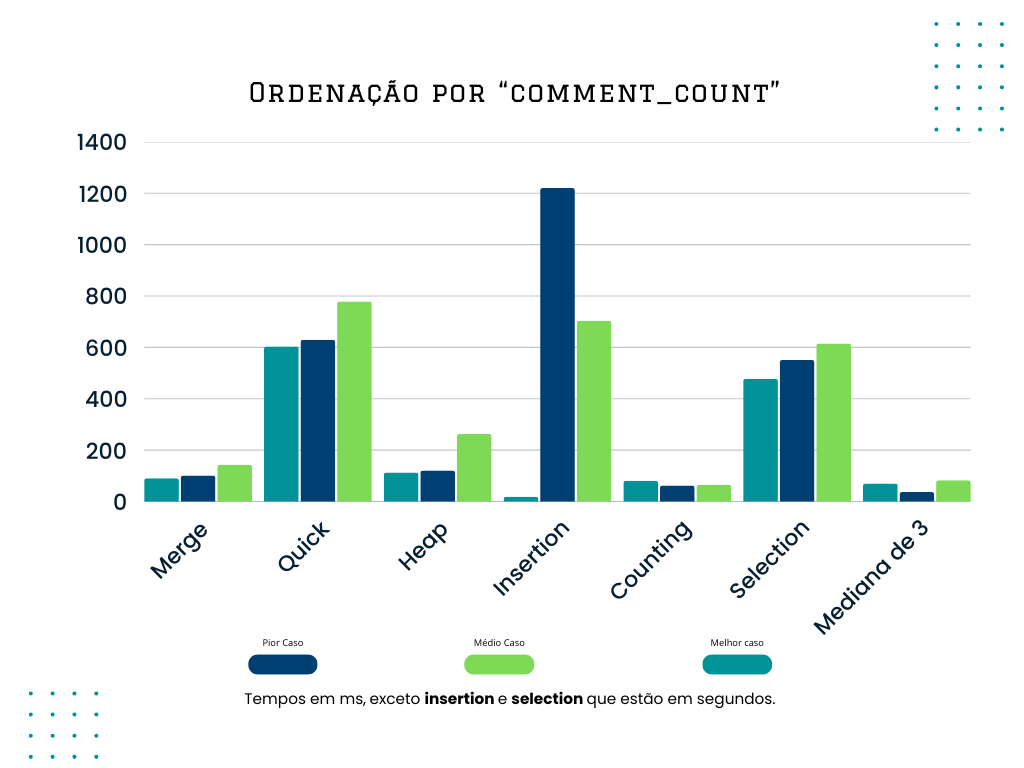 Ordenação por “comment_count”
1400
1200
1000
800
600
400
200
0
Merge
Quick
Heap
Insertion
Counting
Selection
Mediana de 3
Pior Caso
Médio Caso
Melhor caso
Tempos em ms, exceto insertion e selection que estão em segundos.